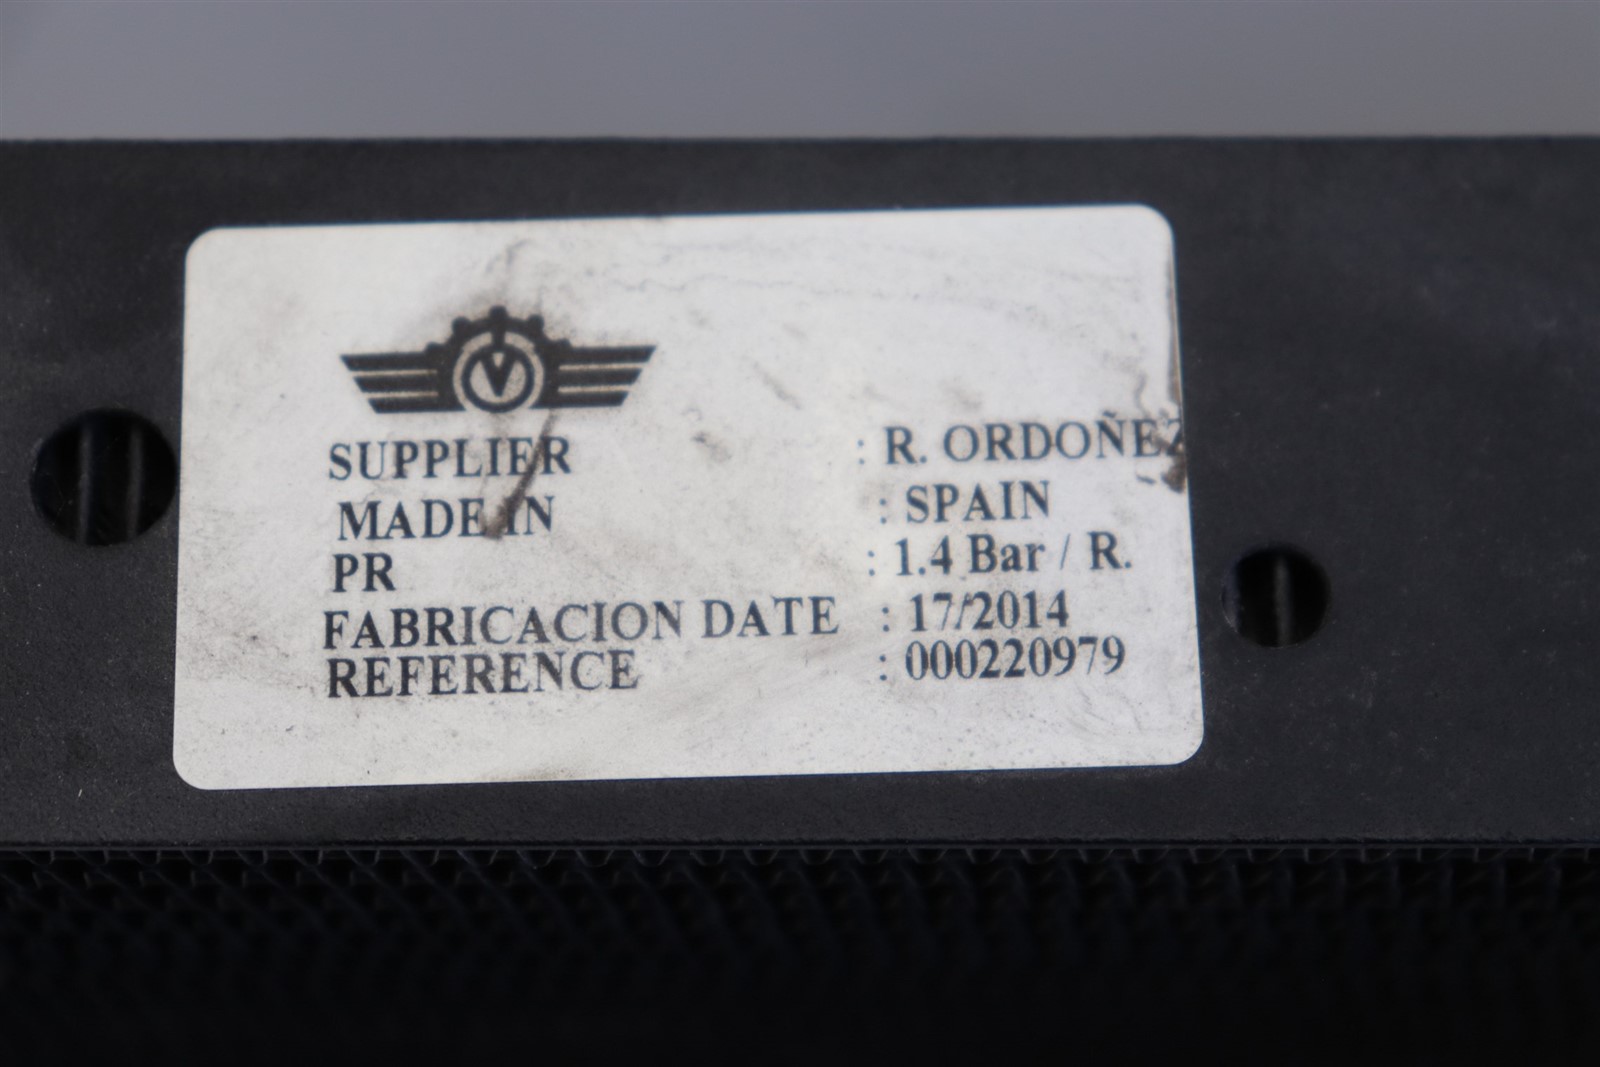 V
SUPPLIER : R. ORDOÑEZ
MADE IN : SPAIN
PR : 1.4 Bar / R.
FABRICACION DATE : 17/2014
REFERENCE : 000220979